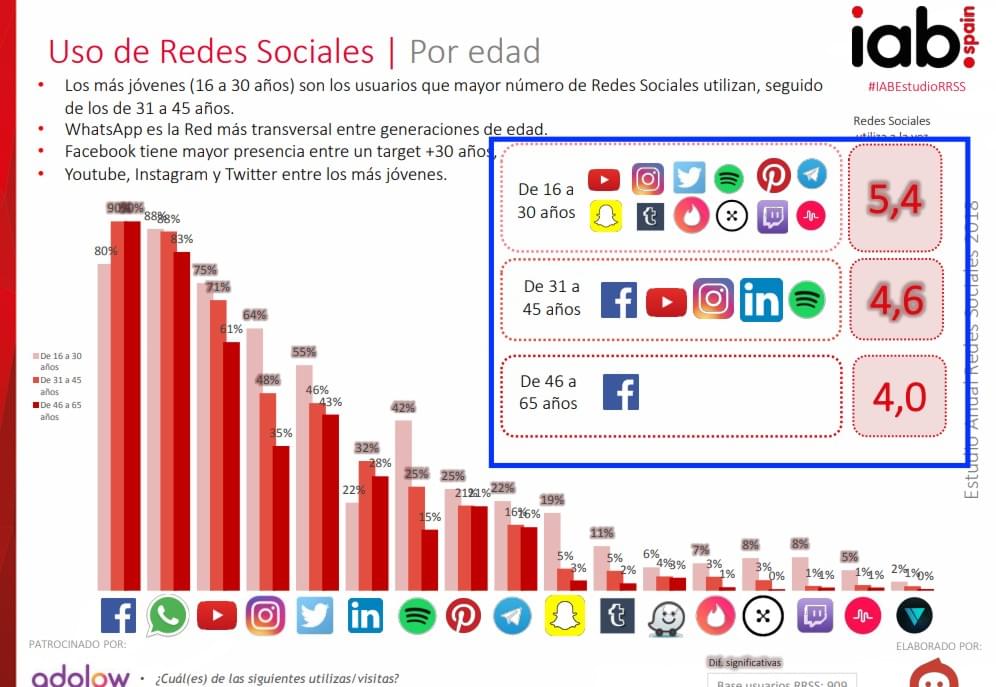 Uso de Redes Sociales | Por edad
iab
spain
#IABEstudioRRSS
• Los más jóvenes (16 a 30 años) son los usuarios que mayor número de Redes Sociales utilizan, seguido
de los de 31 a 45 años.
• WhatsApp es la Red más transversal entre generaciones de edad.
• Facebook tiene mayor presencia entre un target +30 años,
• Youtube, Instagram y Twitter entre los más jóvenes.
Redes Sociales
utiliza a la vez
De 16 a
30 años
5,4
De 31 a
45 años
4,6
De 46 a
65 años
4,0
Estudio Anual Redes Sociales 2018
De 16 a 30
años
De 31 a 45
años
De 46 a 65
años
80% 90% 90%
88% 88% 83%
75% 71% 61%
64% 48% 35%
55% 46% 43%
22% 32% 28%
42% 25% 15%
25% 21% 21%
22% 16% 16%
19% 5% 3%
11% 5% 2%
6% 4% 3%
7% 3% 1%
8% 3% 0%
8% 1% 1%
5% 1% 1%
2% 1% 0%
PATROCINADO POR:
ELABORADO POR:
adolow
• ¿Cuál(es) de las siguientes utilizas/visitas?
Dif. significativas
Base usuarios RRSS: 909